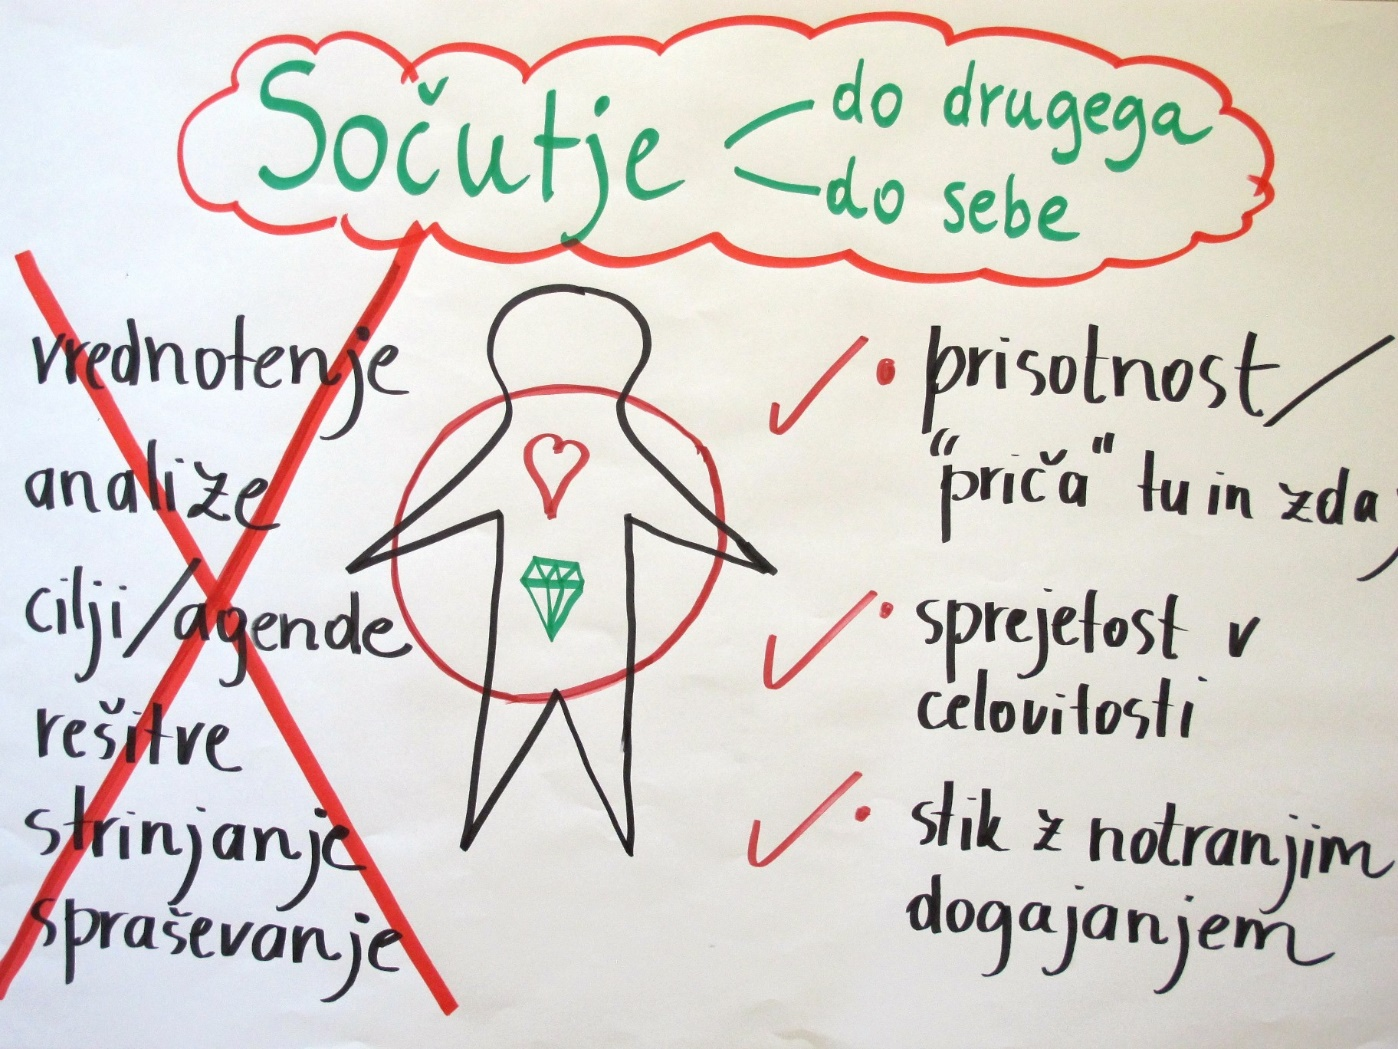 Sočutje < do drugega
do sebe
vrednotenje
analize
cilji/agende
rešitve
strinjanje
spraševanje
• prisotnost/
"priča" tu in zdaj
• sprejetost v
celovitosti
• stik z notranjim
dogajanjem